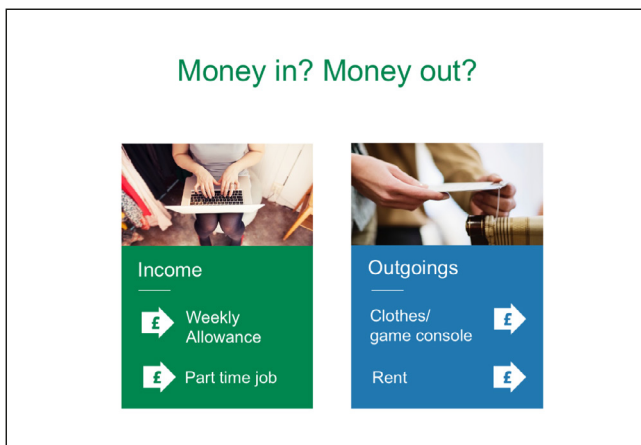 Money in? Money out?
Income
£ Weekly
Allowance
£ Part time job
Outgoings
Clothes/
game console £
Rent £